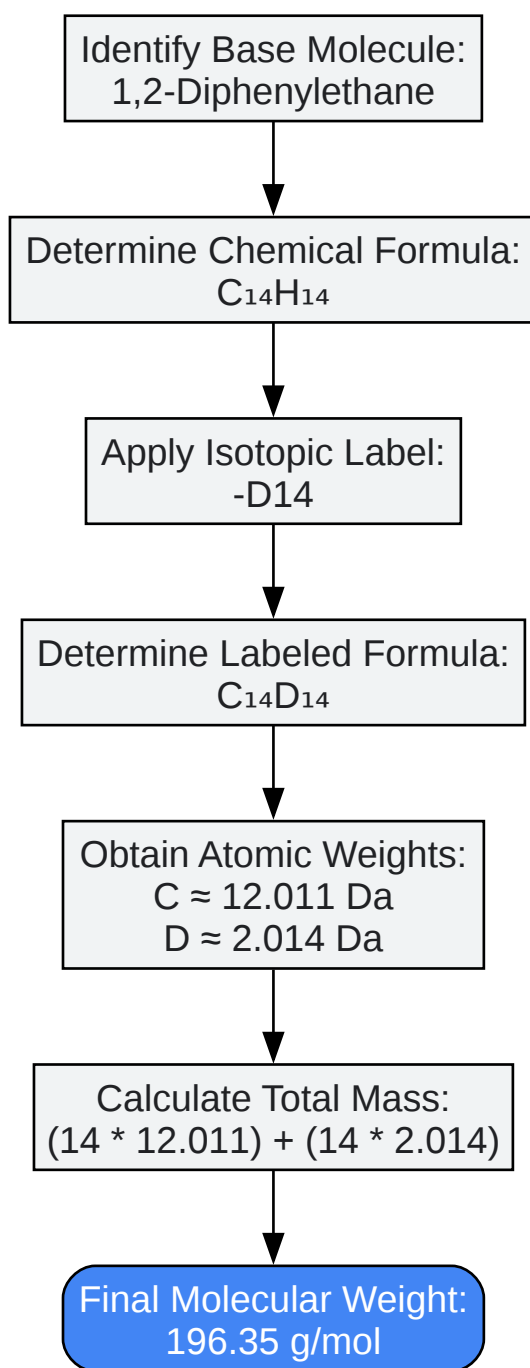 Identify Base Molecule:
1,2-Diphenylethane
Determine Chemical Formula:
C₁₄H₁₄
Apply Isotopic Label:
-D14
Determine Labeled Formula:
C₁₄D₁₄
Obtain Atomic Weights:
C ≈ 12.011 Da
D ≈ 2.014 Da
Calculate Total Mass:
(14 * 12.011) + (14 * 2.014)
Final Molecular Weight:
196.35 g/mol